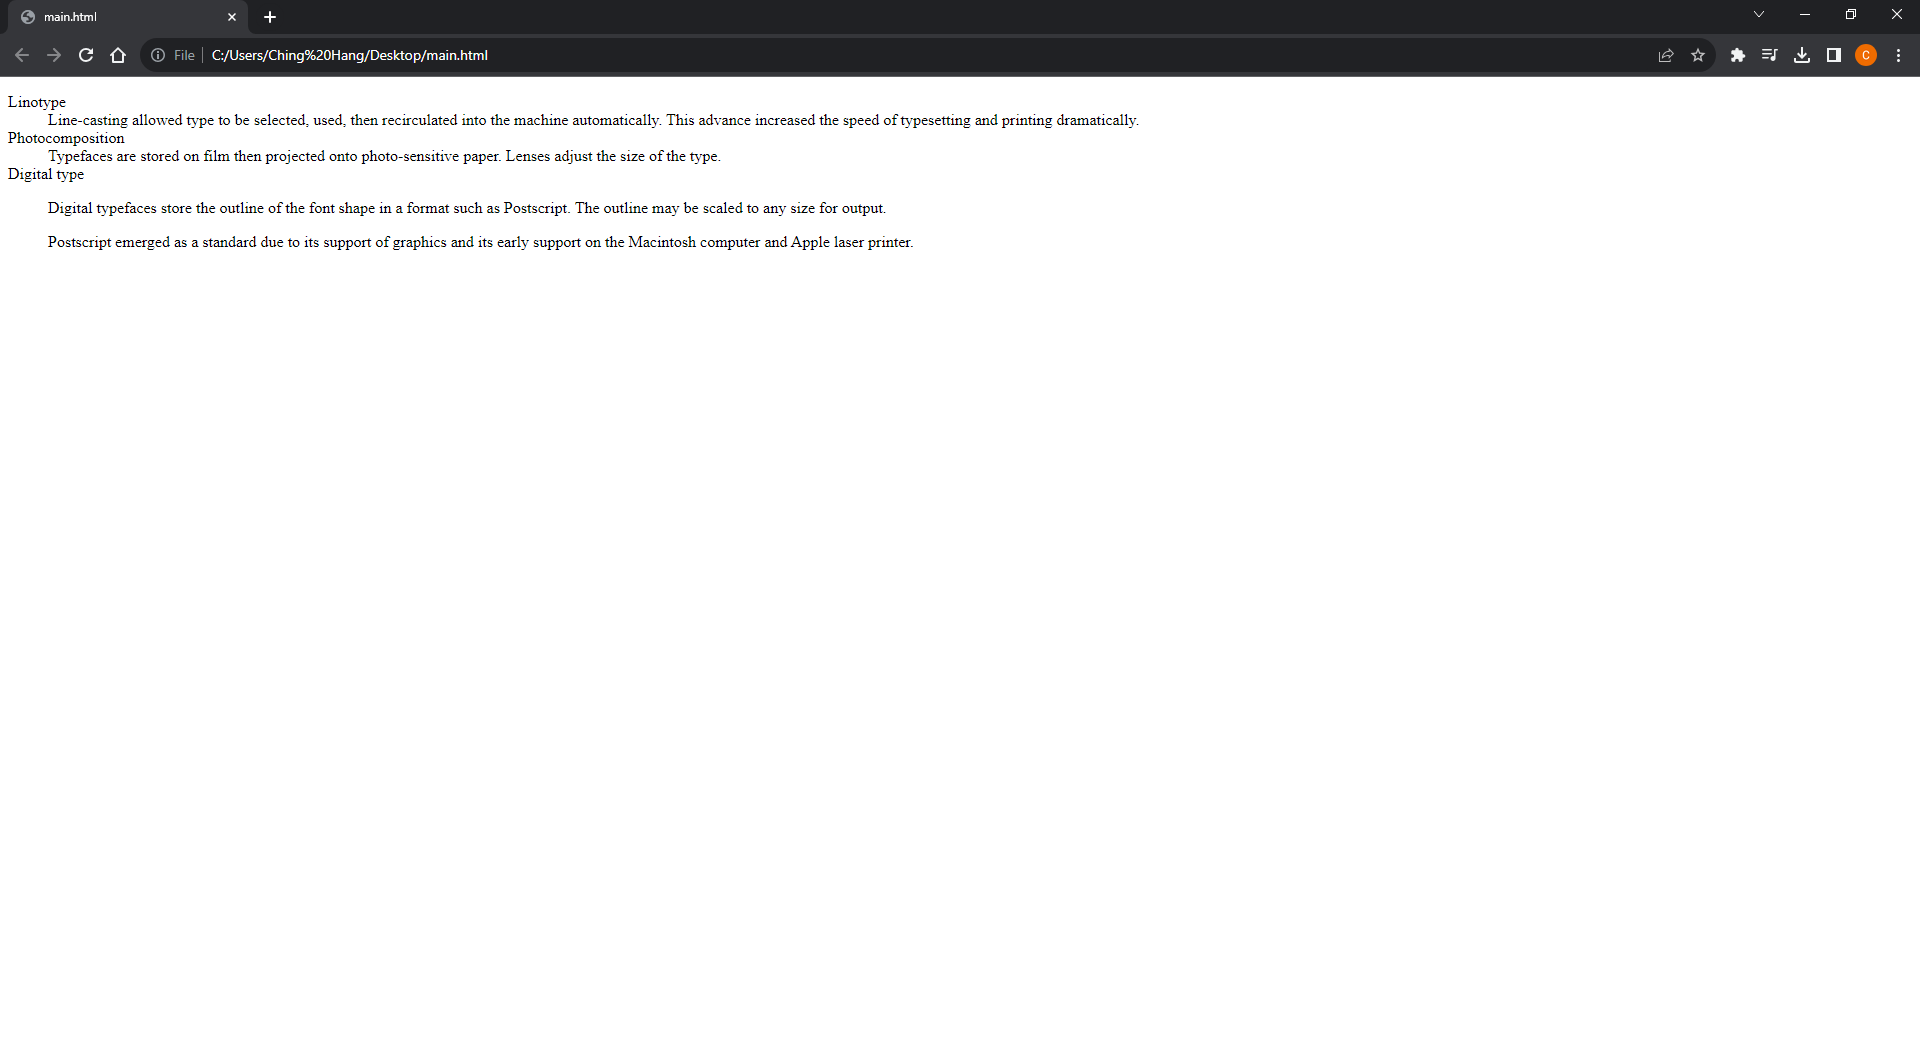 main.html
File C:/Users/Ching%20Hang/Desktop/main.html
C
Linotype
Line-casting allowed type to be selected, used, then recirculated into the machine automatically. This advance increased the speed of typesetting and printing dramatically.
Photocomposition
Typefaces are stored on film then projected onto photo-sensitive paper. Lenses adjust the size of the type.
Digital type
Digital typefaces store the outline of the font shape in a format such as Postscript. The outline may be scaled to any size for output.
Postscript emerged as a standard due to its support of graphics and its early support on the Macintosh computer and Apple laser printer.